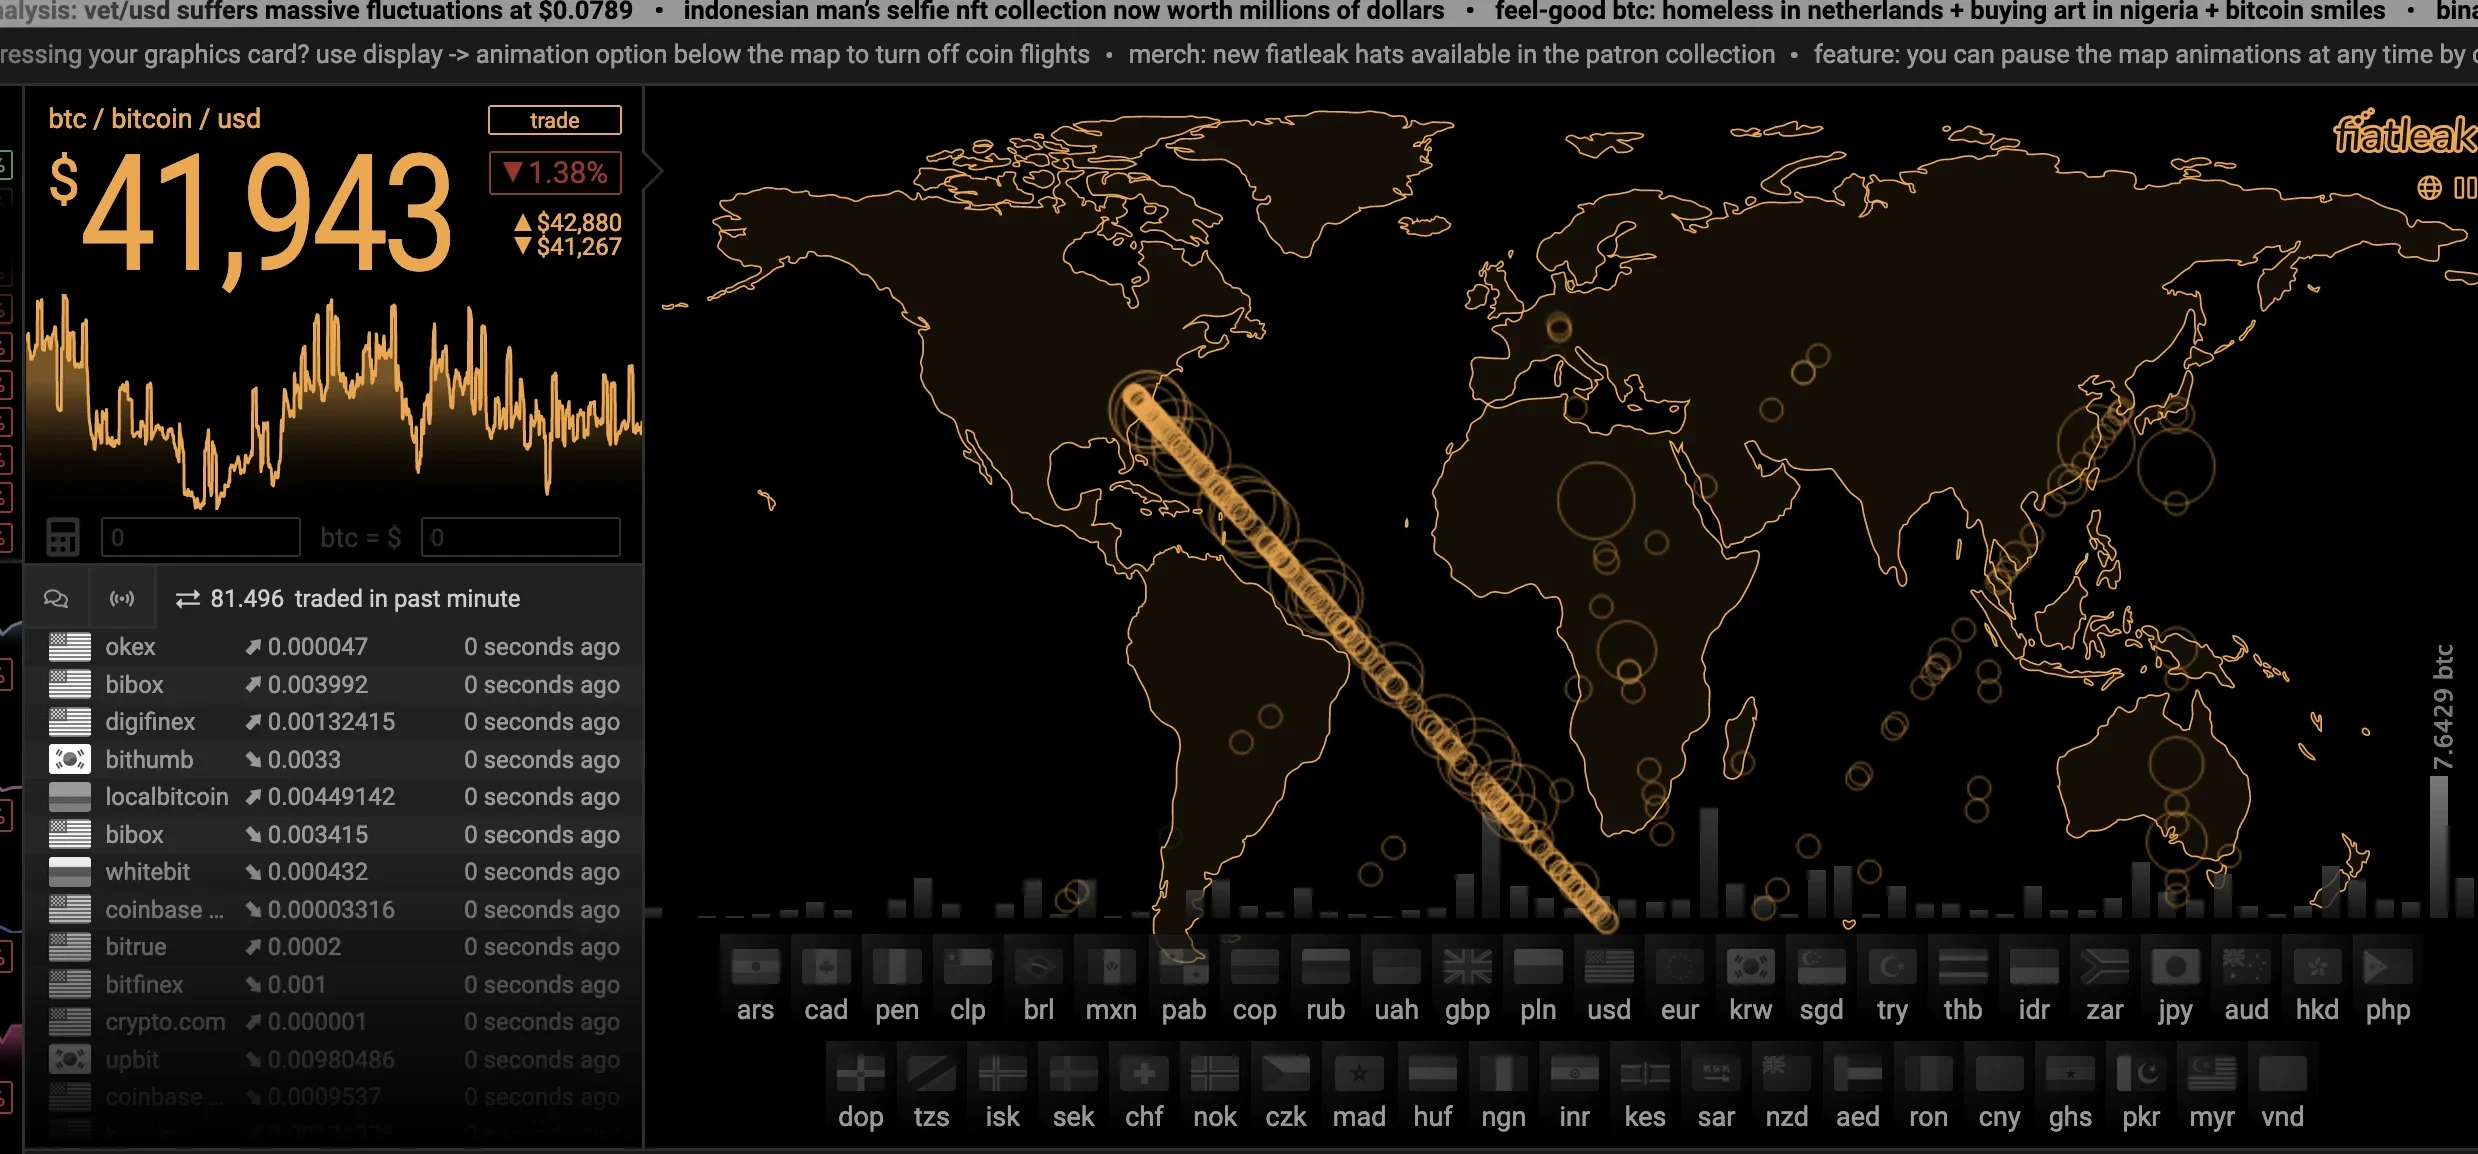 alysis: vet/usd suffers massive fluctuations at $0.0789 • indonesian man's selfie nft collection now worth millions of dollars • feel-good btc: homeless in netherlands + buying art in nigeria + bitcoin smiles • bina
ressing your graphics card? use display -> animation option below the map to turn off coin flights • merch: new fiatleak hats available in the patron collection • feature: you can pause the map animations at any time by c
btc / bitcoin / usd
trade
$41,943
▼1.38%
▲$42,880
▼$41,267
0 btc = $ 0
81.496 traded in past minute
okex 0.000047 0 seconds ago
bibox 0.003992 0 seconds ago
digifinex 0.00132415 0 seconds ago
bithumb 0.0033 0 seconds ago
localbitcoin 0.00449142 0 seconds ago
bibox 0.003415 0 seconds ago
whitebit 0.000432 0 seconds ago
coinbase ... 0.00003316 0 seconds ago
bitrue 0.0002 0 seconds ago
bitfinex 0.001 0 seconds ago
crypto.com 0.000001 0 seconds ago
upbit 0.00980486 0 seconds ago
coinbase ... 0.0009537 0 seconds ago
fiatleak
7.6429 btc
ars cad pen clp brl mxn pab cop rub uah gbp pln usd eur krw sgd try thb idr zar jpy aud hkd php
dop tzs isk sek chf nok czk mad huf ngn inr kes sar nzd aed ron cny ghs pkr myr vnd